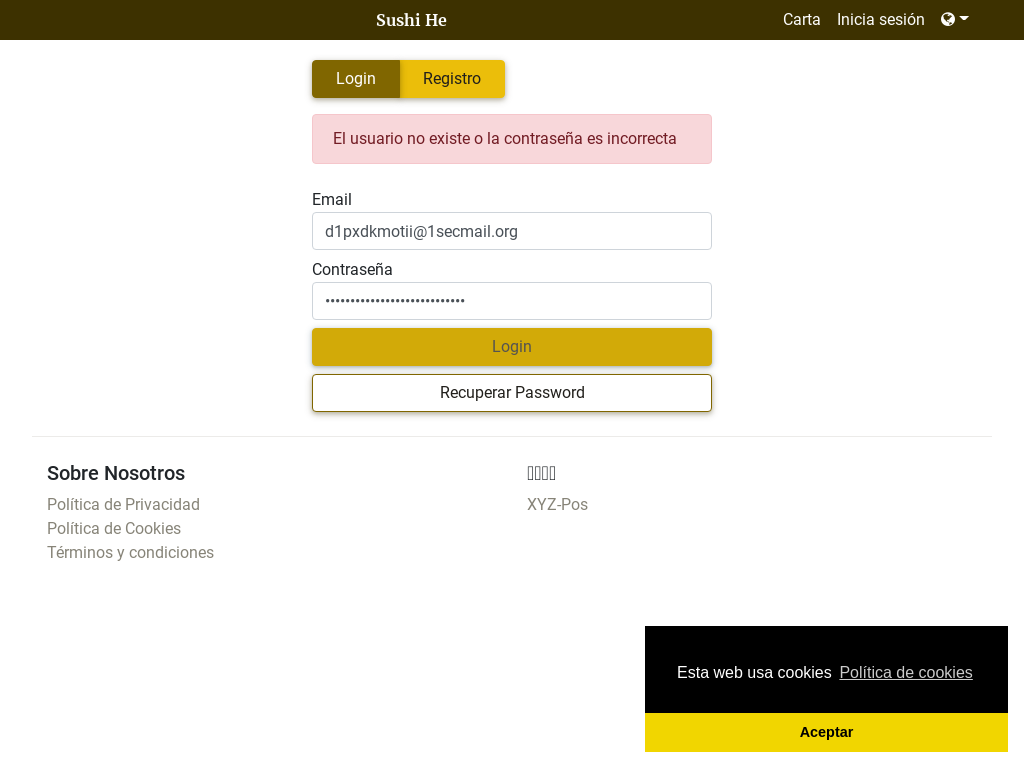 Sushi He
Carta
Inicia sesión
Login
Registro
El usuario no existe o la contraseña es incorrecta
Email
d1pxdkmotii@1secmail.org
Contraseña
••••••••••••••••••••••••••••
Login
Recuperar Password
Sobre Nosotros
Política de Privacidad
Política de Cookies
Términos y condiciones
XYZ-Pos
Esta web usa cookies Política de cookies
Aceptar